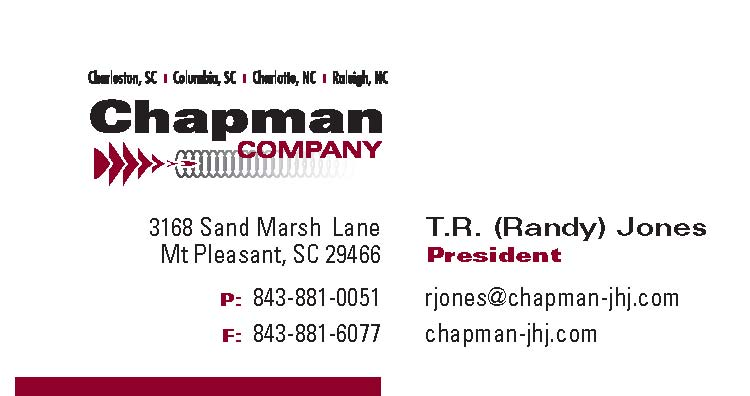 Charleston, SC ı Columbia, SC ı Charlotte, NC ı Raleigh, NC
Chapman
COMPANY
3168 Sand Marsh Lane
Mt Pleasant, SC 29466
P: 843-881-0051
F: 843-881-6077
T.R. (Randy) Jones
President
rjones@chapman-jhj.com
chapman-jhj.com